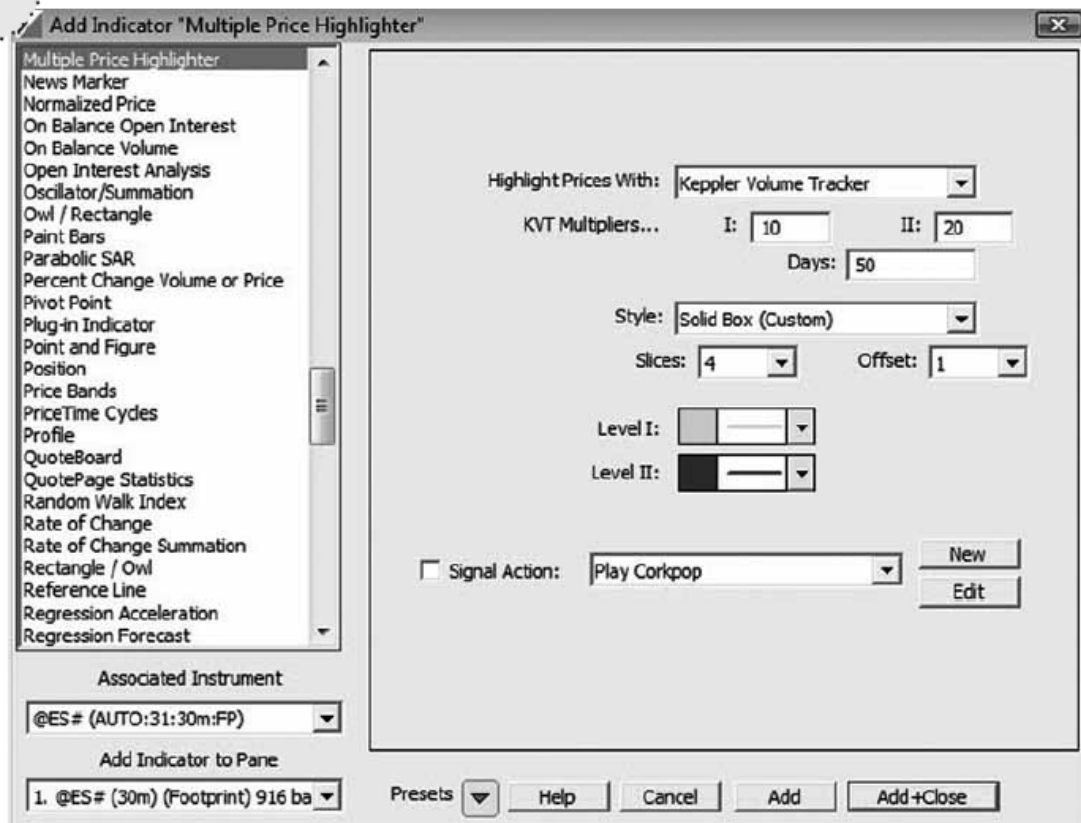 Add Indicator "Multiple Price Highlighter"
Multiple Price Highlighter
News Marker
Normalized Price
On Balance Open Interest
On Balance Volume
Open Interest Analysis
Oscillator/Summation
Owl / Rectangle
Paint Bars
Parabolic SAR
Percent Change Volume or Price
Pivot Point
Plug-in Indicator
Point and Figure
Position
Price Bands
PriceTime Cycles
Profile
QuoteBoard
QuotePage Statistics
Random Walk Index
Rate of Change
Rate of Change Summation
Rectangle / Owl
Reference Line
Regression Acceleration
Regression Forecast
Associated Instrument
@ES# (AUTO:31:30m:FP)
Add Indicator to Pane
1. @ES# (30m) (Footprint) 916 ba
Highlight Prices With: Keppler Volume Tracker
KVT Multipliers... I: 10 II: 20
Days: 50
Style: Solid Box (Custom)
Slices: 4 Offset: 1
Level I:
Level II:
Signal Action: Play Corkpop
New
Edit
Presets Help Cancel Add Add+Close